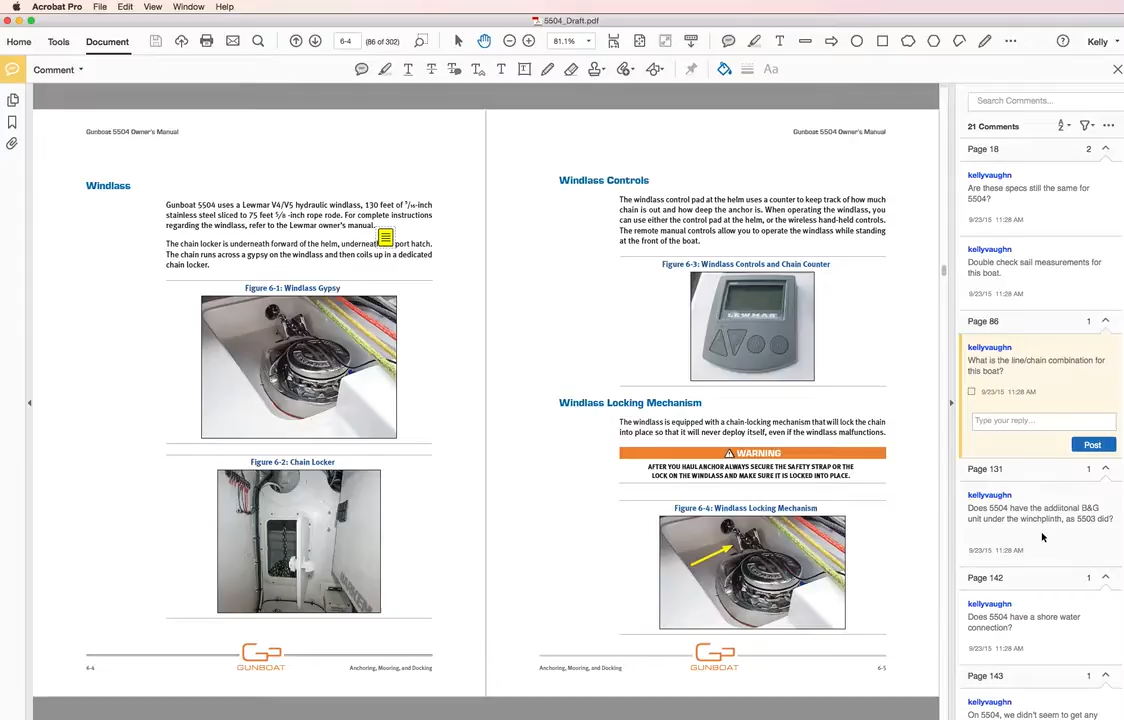 Acrobat Pro File Edit View Window Help
5504_Draft.pdf
Home Tools Document 6-4 (86 of 302) 81.1% Kelly
Comment
Gunboat 5504 Owner's Manual
Windlass
Gunboat 5504 uses a Lewmar V4/V5 hydraulic windlass, 130 feet of 7/16-inch
stainless steel sliced to 75 feet 5/8 -inch rope rode. For complete instructions
regarding the windlass, refer to the Lewmar owner's manual.
The chain locker is underneath forward of the helm, underneath port hatch.
The chain runs across a gypsy on the windlass and then coils up in a dedicated
chain locker.
Figure 6-1: Windlass Gypsy
Figure 6-2: Chain Locker
6-4
GUNBOAT
Anchoring, Mooring, and Docking
Gunboat 5504 Owner's Manual
Windlass Controls
The windlass control pad at the helm uses a counter to keep track of how much
chain is out and how deep the anchor is. When operating the windlass, you
can use either the control pad at the helm, or the wireless hand-held controls.
The remote manual controls allow you to operate the windlass while standing
at the front of the boat.
Figure 6-3: Windlass Controls and Chain Counter
LEWMAR
Windlass Locking Mechanism
The windlass is equipped with a chain-locking mechanism that will lock the chain
into place so that it will never deploy itself, even if the windlass malfunctions.
WARNING
AFTER YOU HAUL ANCHOR ALWAYS SECURE THE SAFETY STRAP OR THE
LOCK ON THE WINDLASS AND MAKE SURE IT IS LOCKED INTO PLACE.
Figure 6-4: Windlass Locking Mechanism
Anchoring, Mooring, and Docking
GUNBOAT
6-5
Search Comments...
21 Comments
Page 18 2
kellyvaughn
Are these specs still the same for
5504?
9/23/15 11:28 AM
kellyvaughn
Double check sail measurements for
this boat.
9/23/15 11:28 AM
Page 86 1
kellyvaughn
What is the line/chain combination for
this boat?
9/23/15 11:28 AM
Type your reply...
Post
Page 131 1
kellyvaughn
Does 5504 have the addiitonal B&G
unit under the winchplinth, as 5503 did?
9/23/15 11:28 AM
Page 142 1
kellyvaughn
Does 5504 have a shore water
connection?
9/23/15 11:28 AM
Page 143 1
kellyvaughn
On 5504, we didn't seem to get any